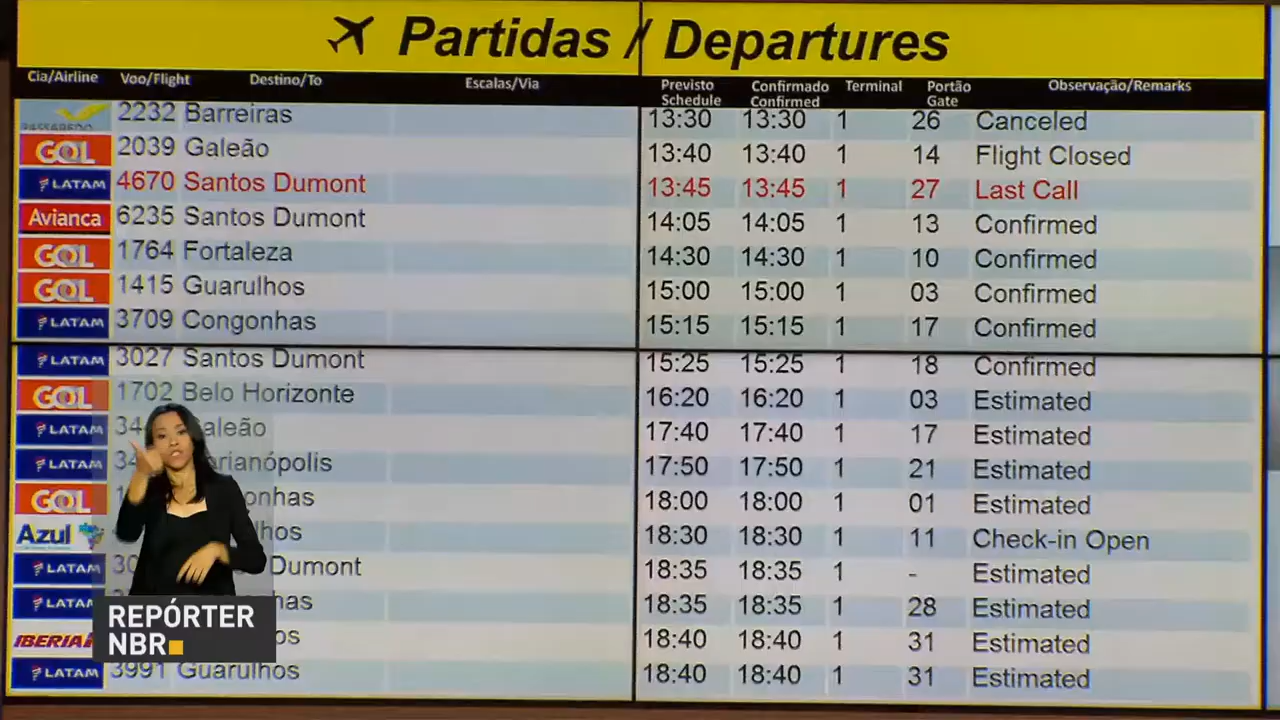 Partidas / Departures
Cia/Airline Voo/Flight Destino/To Escalas/Via Previsto Schedule Confirmado Confirmed Terminal Portão Gate Observação/Remarks
2232 Barreiras 13:30 13:30 1 26 Canceled
GOL 2039 Galeão 13:40 13:40 1 14 Flight Closed
LATAM 4670 Santos Dumont 13:45 13:45 1 27 Last Call
Avianca 6235 Santos Dumont 14:05 14:05 1 13 Confirmed
GOL 1764 Fortaleza 14:30 14:30 1 10 Confirmed
GOL 1415 Guarulhos 15:00 15:00 1 03 Confirmed
LATAM 3709 Congonhas 15:15 15:15 1 17 Confirmed
LATAM 3027 Santos Dumont 15:25 15:25 1 18 Confirmed
GOL 1702 Belo Horizonte 16:20 16:20 1 03 Estimated
LATAM 17:40 17:40 1 17 Estimated
LATAM 17:50 17:50 1 21 Estimated
GOL 18:00 18:00 1 01 Estimated
Azul 18:30 18:30 1 11 Check-in Open
LATAM Dumont 18:35 18:35 1 - Estimated
LATAM 18:35 18:35 1 28 Estimated
IBERIA 18:40 18:40 1 31 Estimated
LATAM 3991 Guarulhos 18:40 18:40 1 31 Estimated
REPÓRTER
NBR